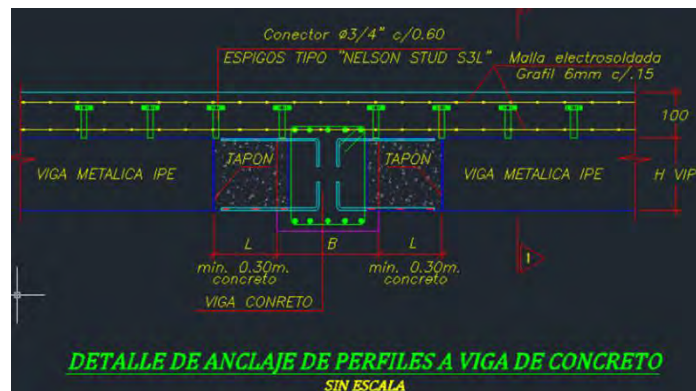 Conector Ø3/4" c/0.60
ESPIGOS TIPO "NELSON STUD S3L"
Malla electrosoldada
Grafil 6mm c/.15
100
VIGA METALICA IPE
TAPON
TAPON
VIGA METALICA IPE
H VIP
L
B
L
min. 0.30m.
concreto
min. 0.30m.
concreto
VIGA CONRETO
1
DETALLE DE ANCLAJE DE PERFILES A VIGA DE CONCRETO
SIN ESCALA